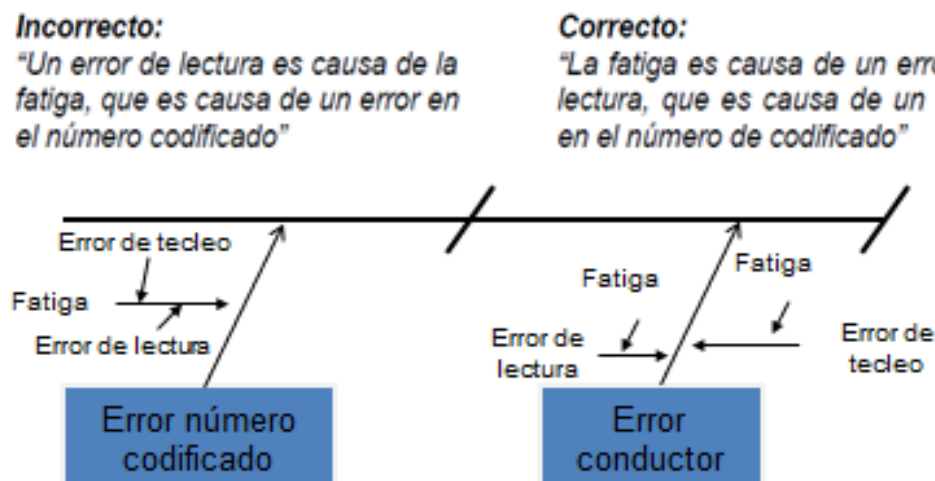 Incorrecto:
“Un error de lectura es causa de la
fatiga, que es causa de un error en
el número codificado”
Correcto:
“La fatiga es causa de un erro
lectura, que es causa de un
en el número de codificado”
Error de tecleo
Fatiga
Error de lectura
Error número
codificado
Fatiga
Fatiga
Error de
lectura
Error de
tecleo
Error
conductor